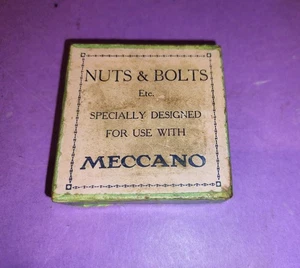 NUTS & BOLTS
Etc.
SPECIALLY DESIGNED
FOR USE WITH
MECCANO